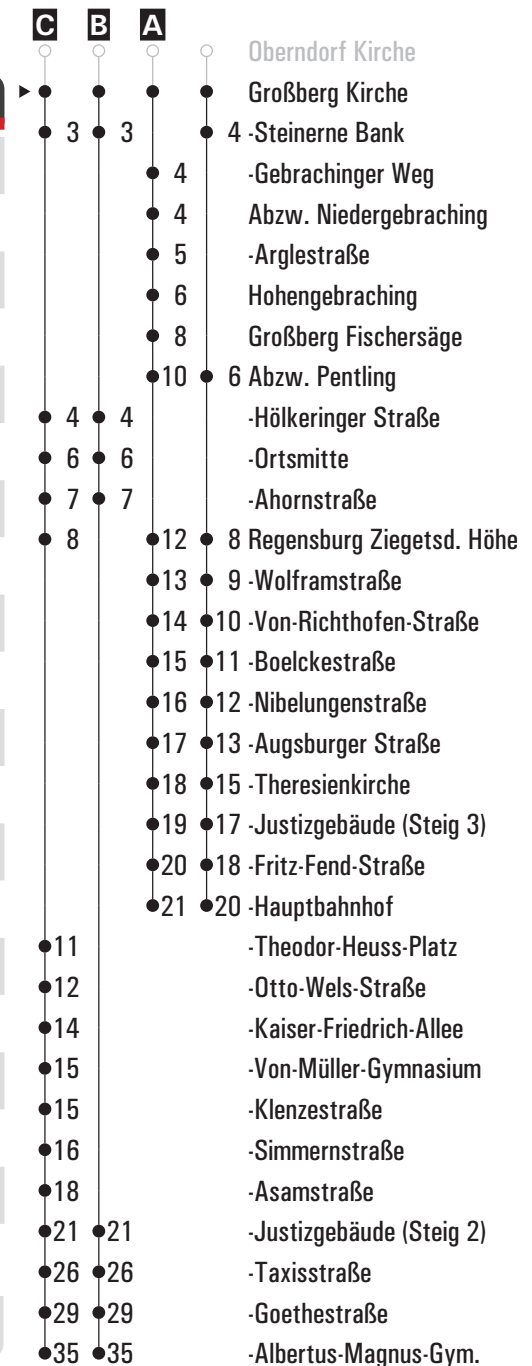 C B A
Oberndorf Kirche
Großberg Kirche
3 3 4 -Steinerne Bank
4 -Gebrachinger Weg
4 Abzw. Niedergebraching
5 -Arglestraße
6 Hohengebraching
8 Großberg Fischersäge
10 6 Abzw. Pentling
4 4 -Hölkeringer Straße
6 6 -Ortsmitte
7 7 -Ahornstraße
8 12 8 Regensburg Ziegetsd. Höhe
13 9 -Wolframstraße
14 10 -Von-Richthofen-Straße
15 11 -Boelckestraße
16 12 -Nibelungenstraße
17 13 -Augsburger Straße
18 15 -Theresienkirche
19 17 -Justizgebäude (Steig 3)
20 18 -Fritz-Fend-Straße
21 20 -Hauptbahnhof
11 -Theodor-Heuss-Platz
12 -Otto-Wels-Straße
14 -Kaiser-Friedrich-Allee
15 -Von-Müller-Gymnasium
15 -Klenzestraße
16 -Simmernstraße
18 -Asamstraße
21 21 -Justizgebäude (Steig 2)
26 26 -Taxisstraße
29 29 -Goethestraße
35 35 -Albertus-Magnus-Gym.